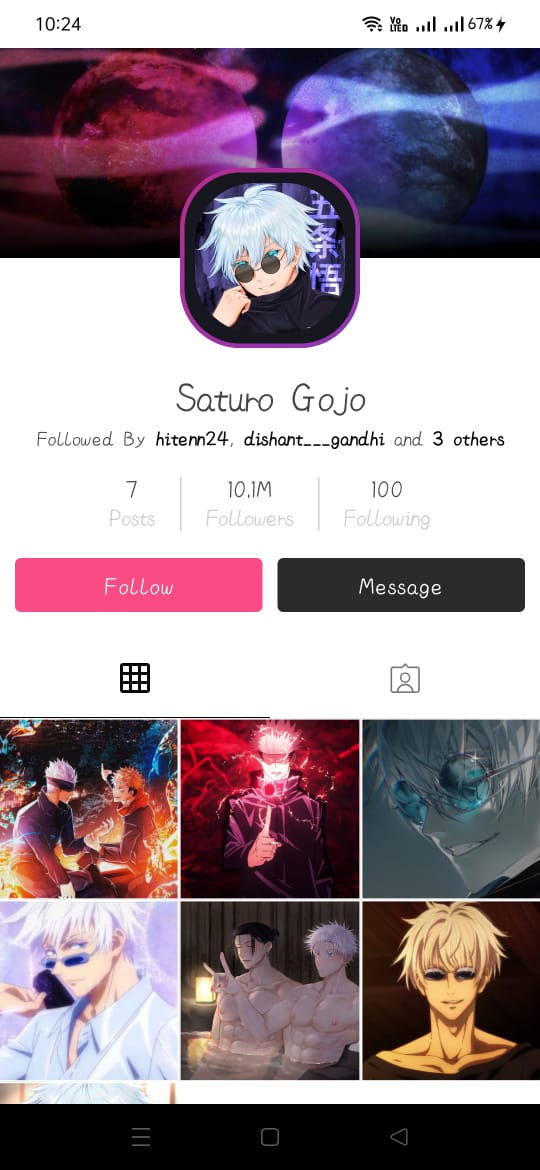 10:24
Vo
LTED
67%
五
条
悟
Saturo Gojo
Followed By hitenn24, dishant___gandhi and 3 others
7
10.1M
100
Posts
Followers
Following
Follow
Message